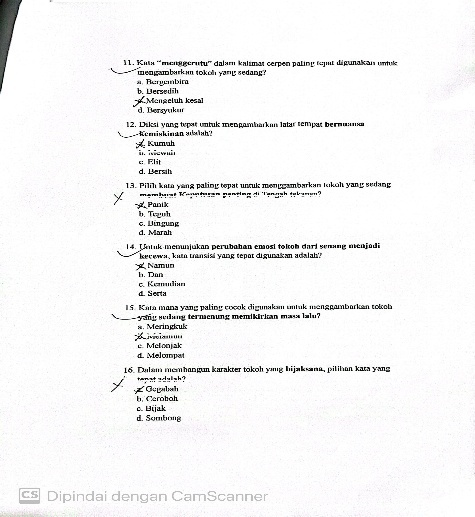 11. Kata "menggerutu" dalam kalimat cerpen paling tepat digunakan untuk
mengambarkan tokoh yang sedang?
a. Bergembira
b. Bersedih
c. Mengeluh kesal
d. Bersyukur
12. Diksi yang tepat untuk mengambarkan latar tempat bernuansa
Kemiskinan adalah?
a. Kumuh
b. Mewah
c. Elit
d. Bersih
13. Pilih kata yang paling tepat untuk menggambarkan tokoh yang sedang
membuat Keputusan penting di Tengah tekanan?
a. Panik
b. Teguh
c. Bingung
d. Marah
14. Untuk menunjukan perubahan emosi tokoh dari senang menjadi
kecewa, kata transisi yang tepat digunakan adalah?
a. Namun
b. Dan
c. Kemudian
d. Serta
15. Kata mana yang paling cocok digunakan untuk menggambarkan tokoh
yang sedang termenung memikirkan masa lalu?
a. Meringkuk
b. Melamun
c. Melonjak
d. Melompat
16. Dalam membangun karakter tokoh yang bijaksana, pilihan kata yang
tepat adalah?
a. Gegabah
b. Ceroboh
c. Bijak
d. Sombong
CS Dipindai dengan CamScanner